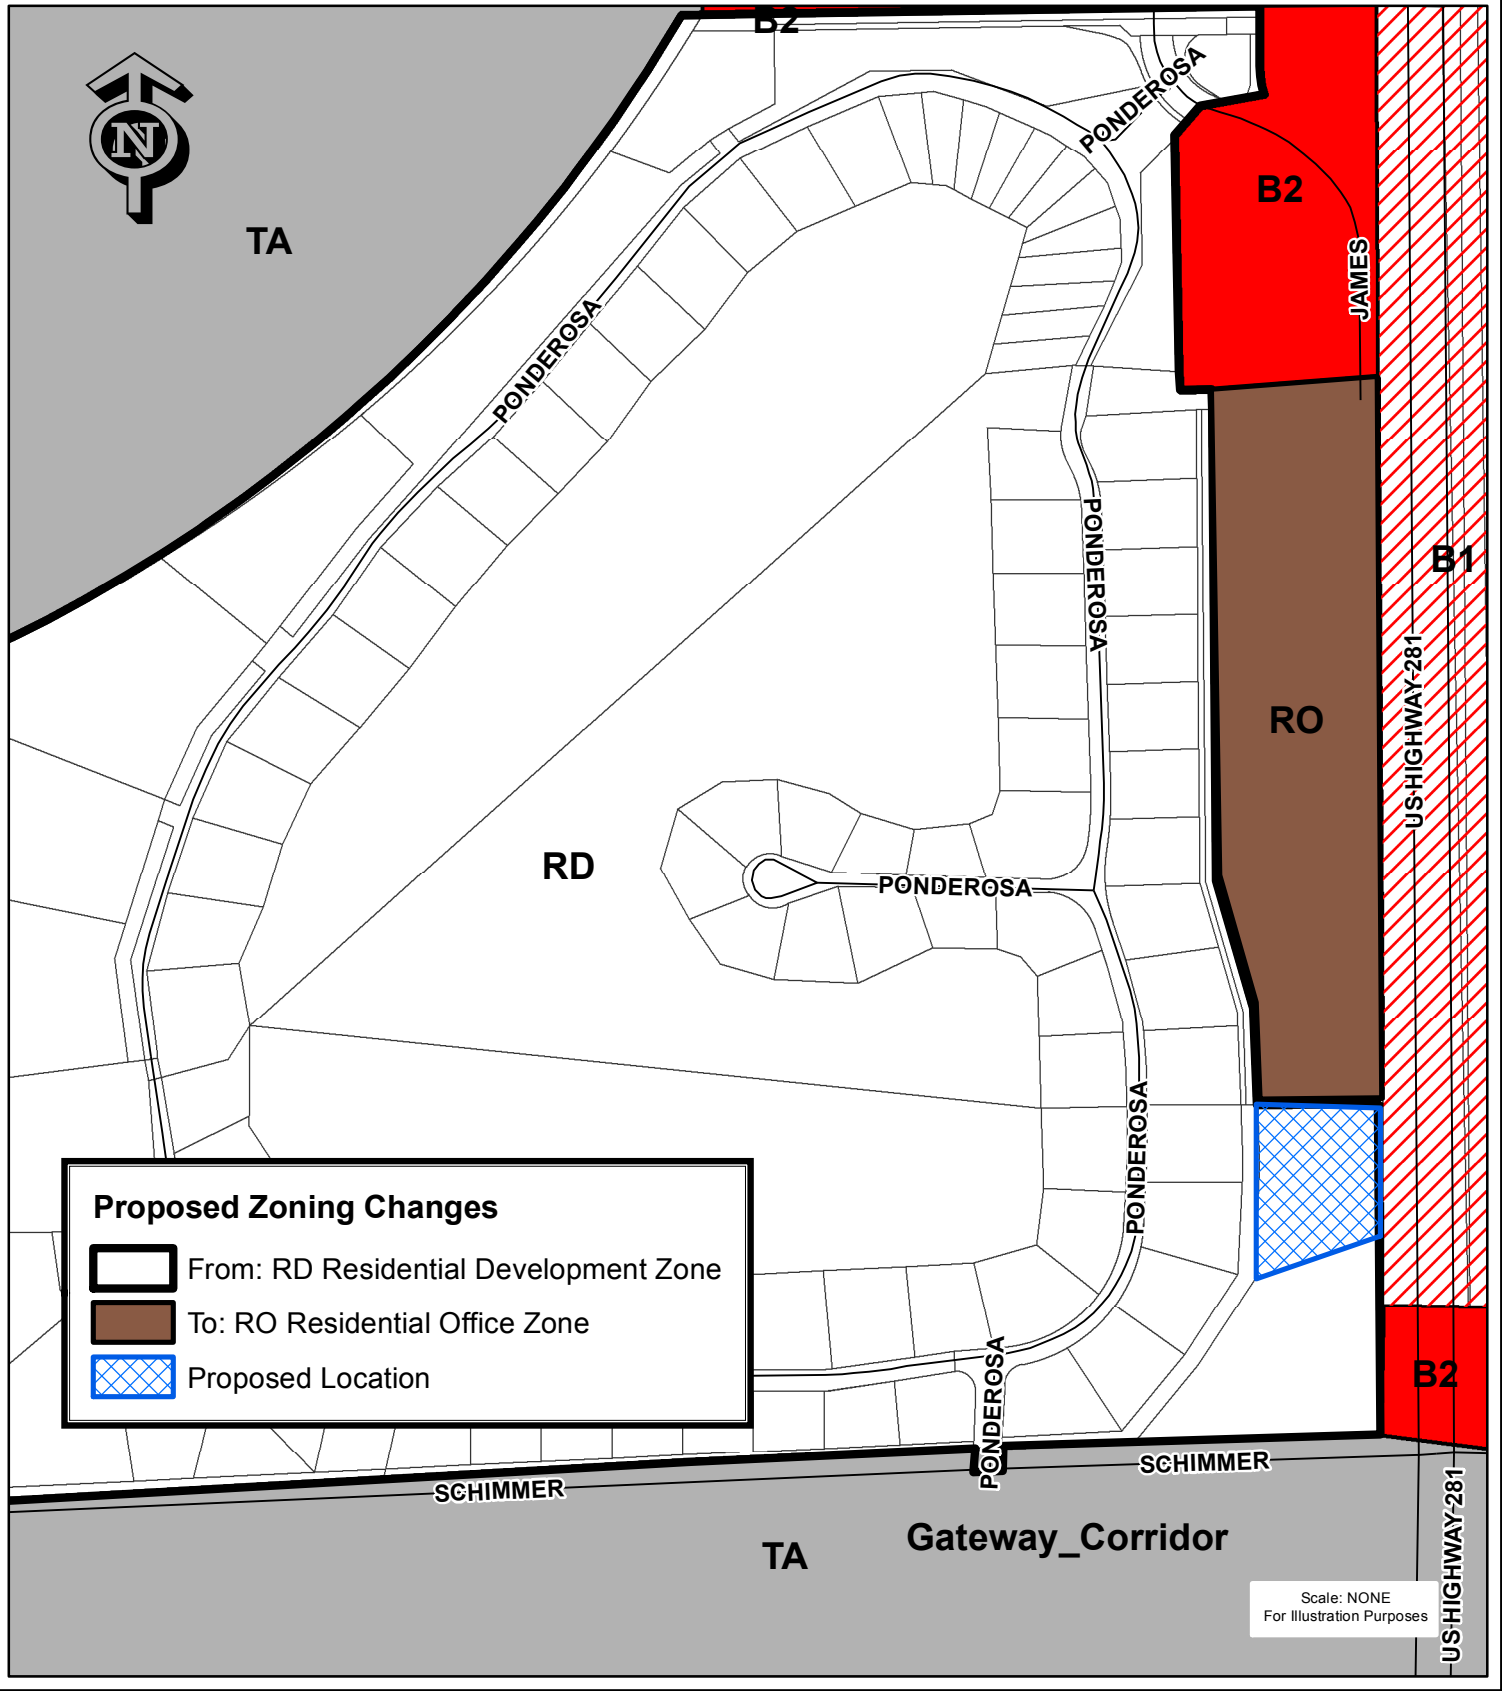 B2
PONDEROSA
N
B2
TA
JAMES
PONDEROSA
PONDEROSA
B1
US HIGHWAY 281
RO
RD
PONDEROSA
PONDEROSA
Proposed Zoning Changes
From: RD Residential Development Zone
To: RO Residential Office Zone
Proposed Location
B2
PONDEROSA
SCHIMMER
SCHIMMER
Gateway_Corridor
TA
US HIGHWAY 281
Scale: NONE
For Illustration Purposes